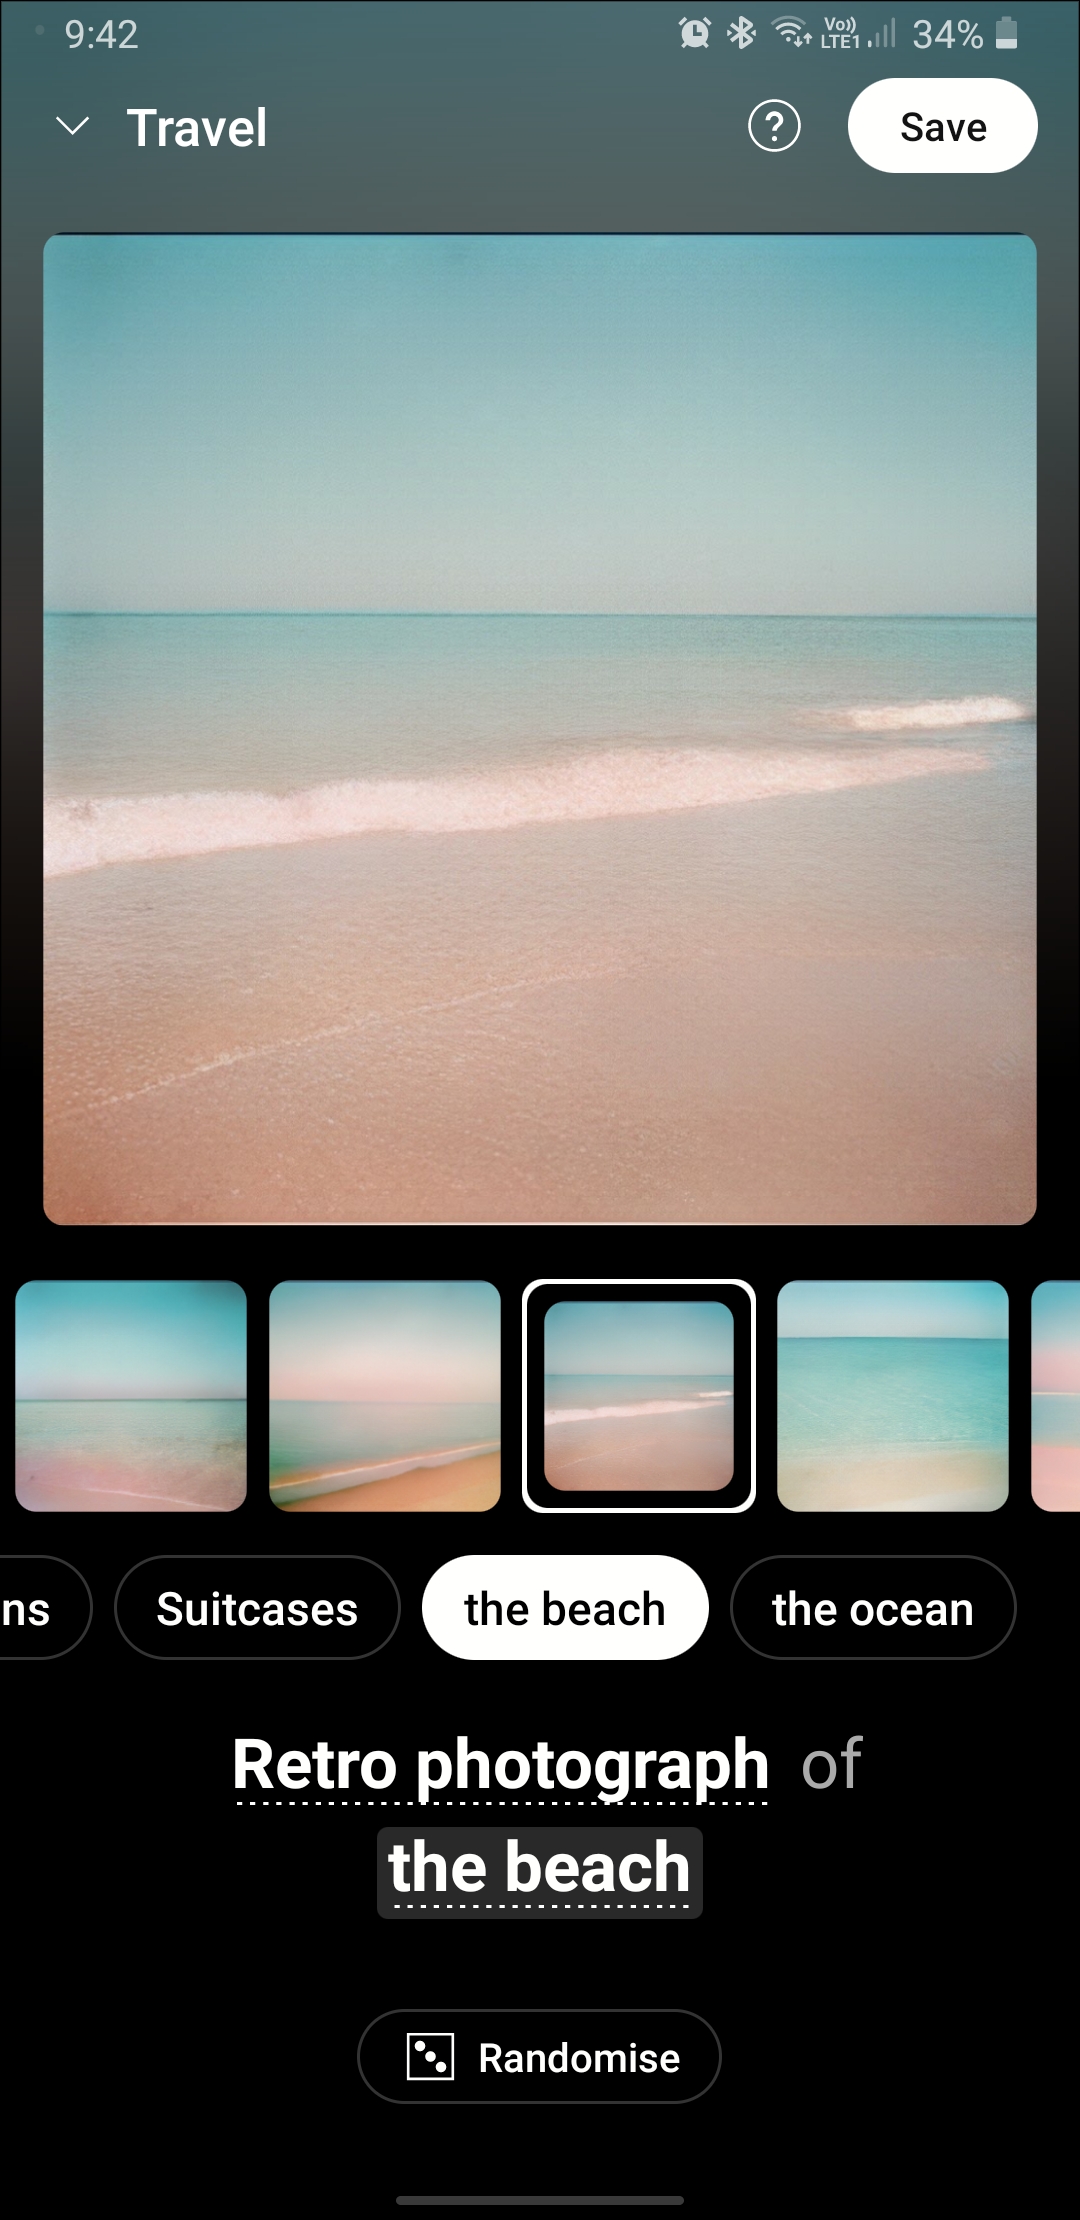 9:42
Vo))
LTE1
34%
Travel
?
Save
ns
Suitcases
the beach
the ocean
Retro photograph of
the beach
Randomise